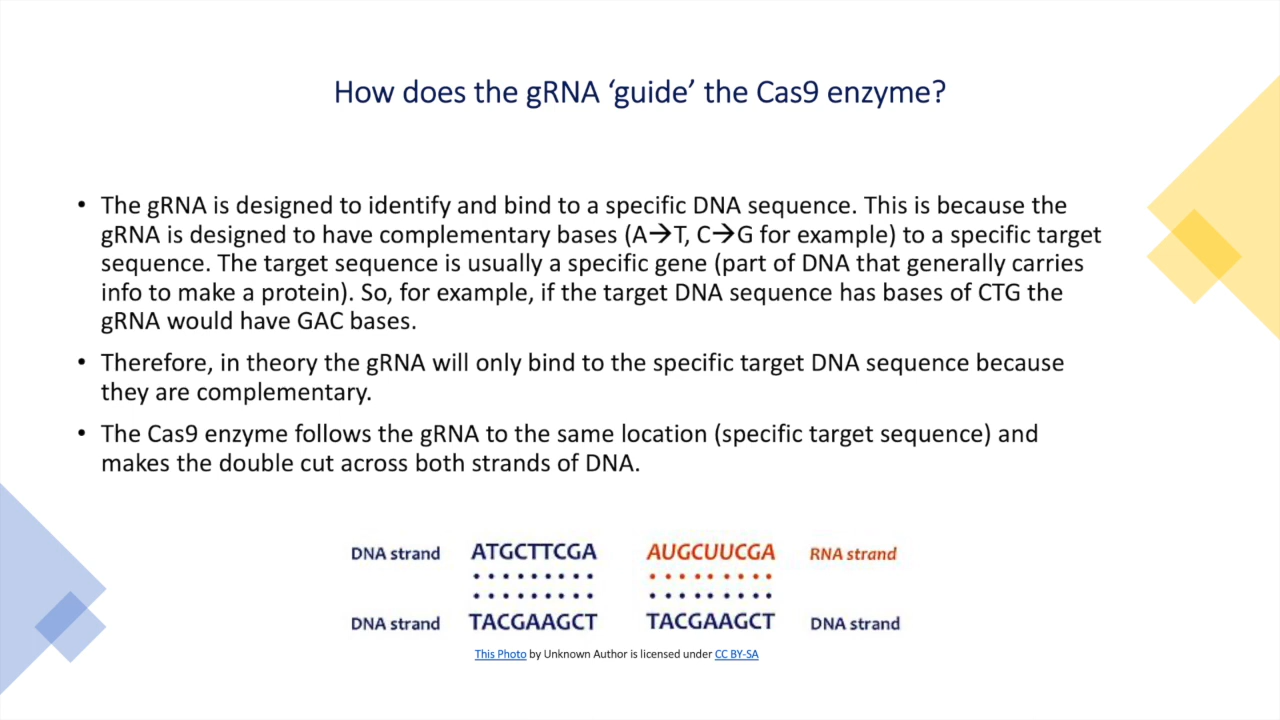 How does the gRNA ‘guide’ the Cas9 enzyme?
• The gRNA is designed to identify and bind to a specific DNA sequence. This is because the
gRNA is designed to have complementary bases (A→T, C→G for example) to a specific target
sequence. The target sequence is usually a specific gene (part of DNA that generally carries
info to make a protein). So, for example, if the target DNA sequence has bases of CTG the
gRNA would have GAC bases.
• Therefore, in theory the gRNA will only bind to the specific target DNA sequence because
they are complementary.
• The Cas9 enzyme follows the gRNA to the same location (specific target sequence) and
makes the double cut across both strands of DNA.
DNA strand ATGCTTCGA AUGCUUCGA RNA strand
DNA strand TACGAAGCT TACGAAGCT DNA strand
This Photo by Unknown Author is licensed under CC BY-SA